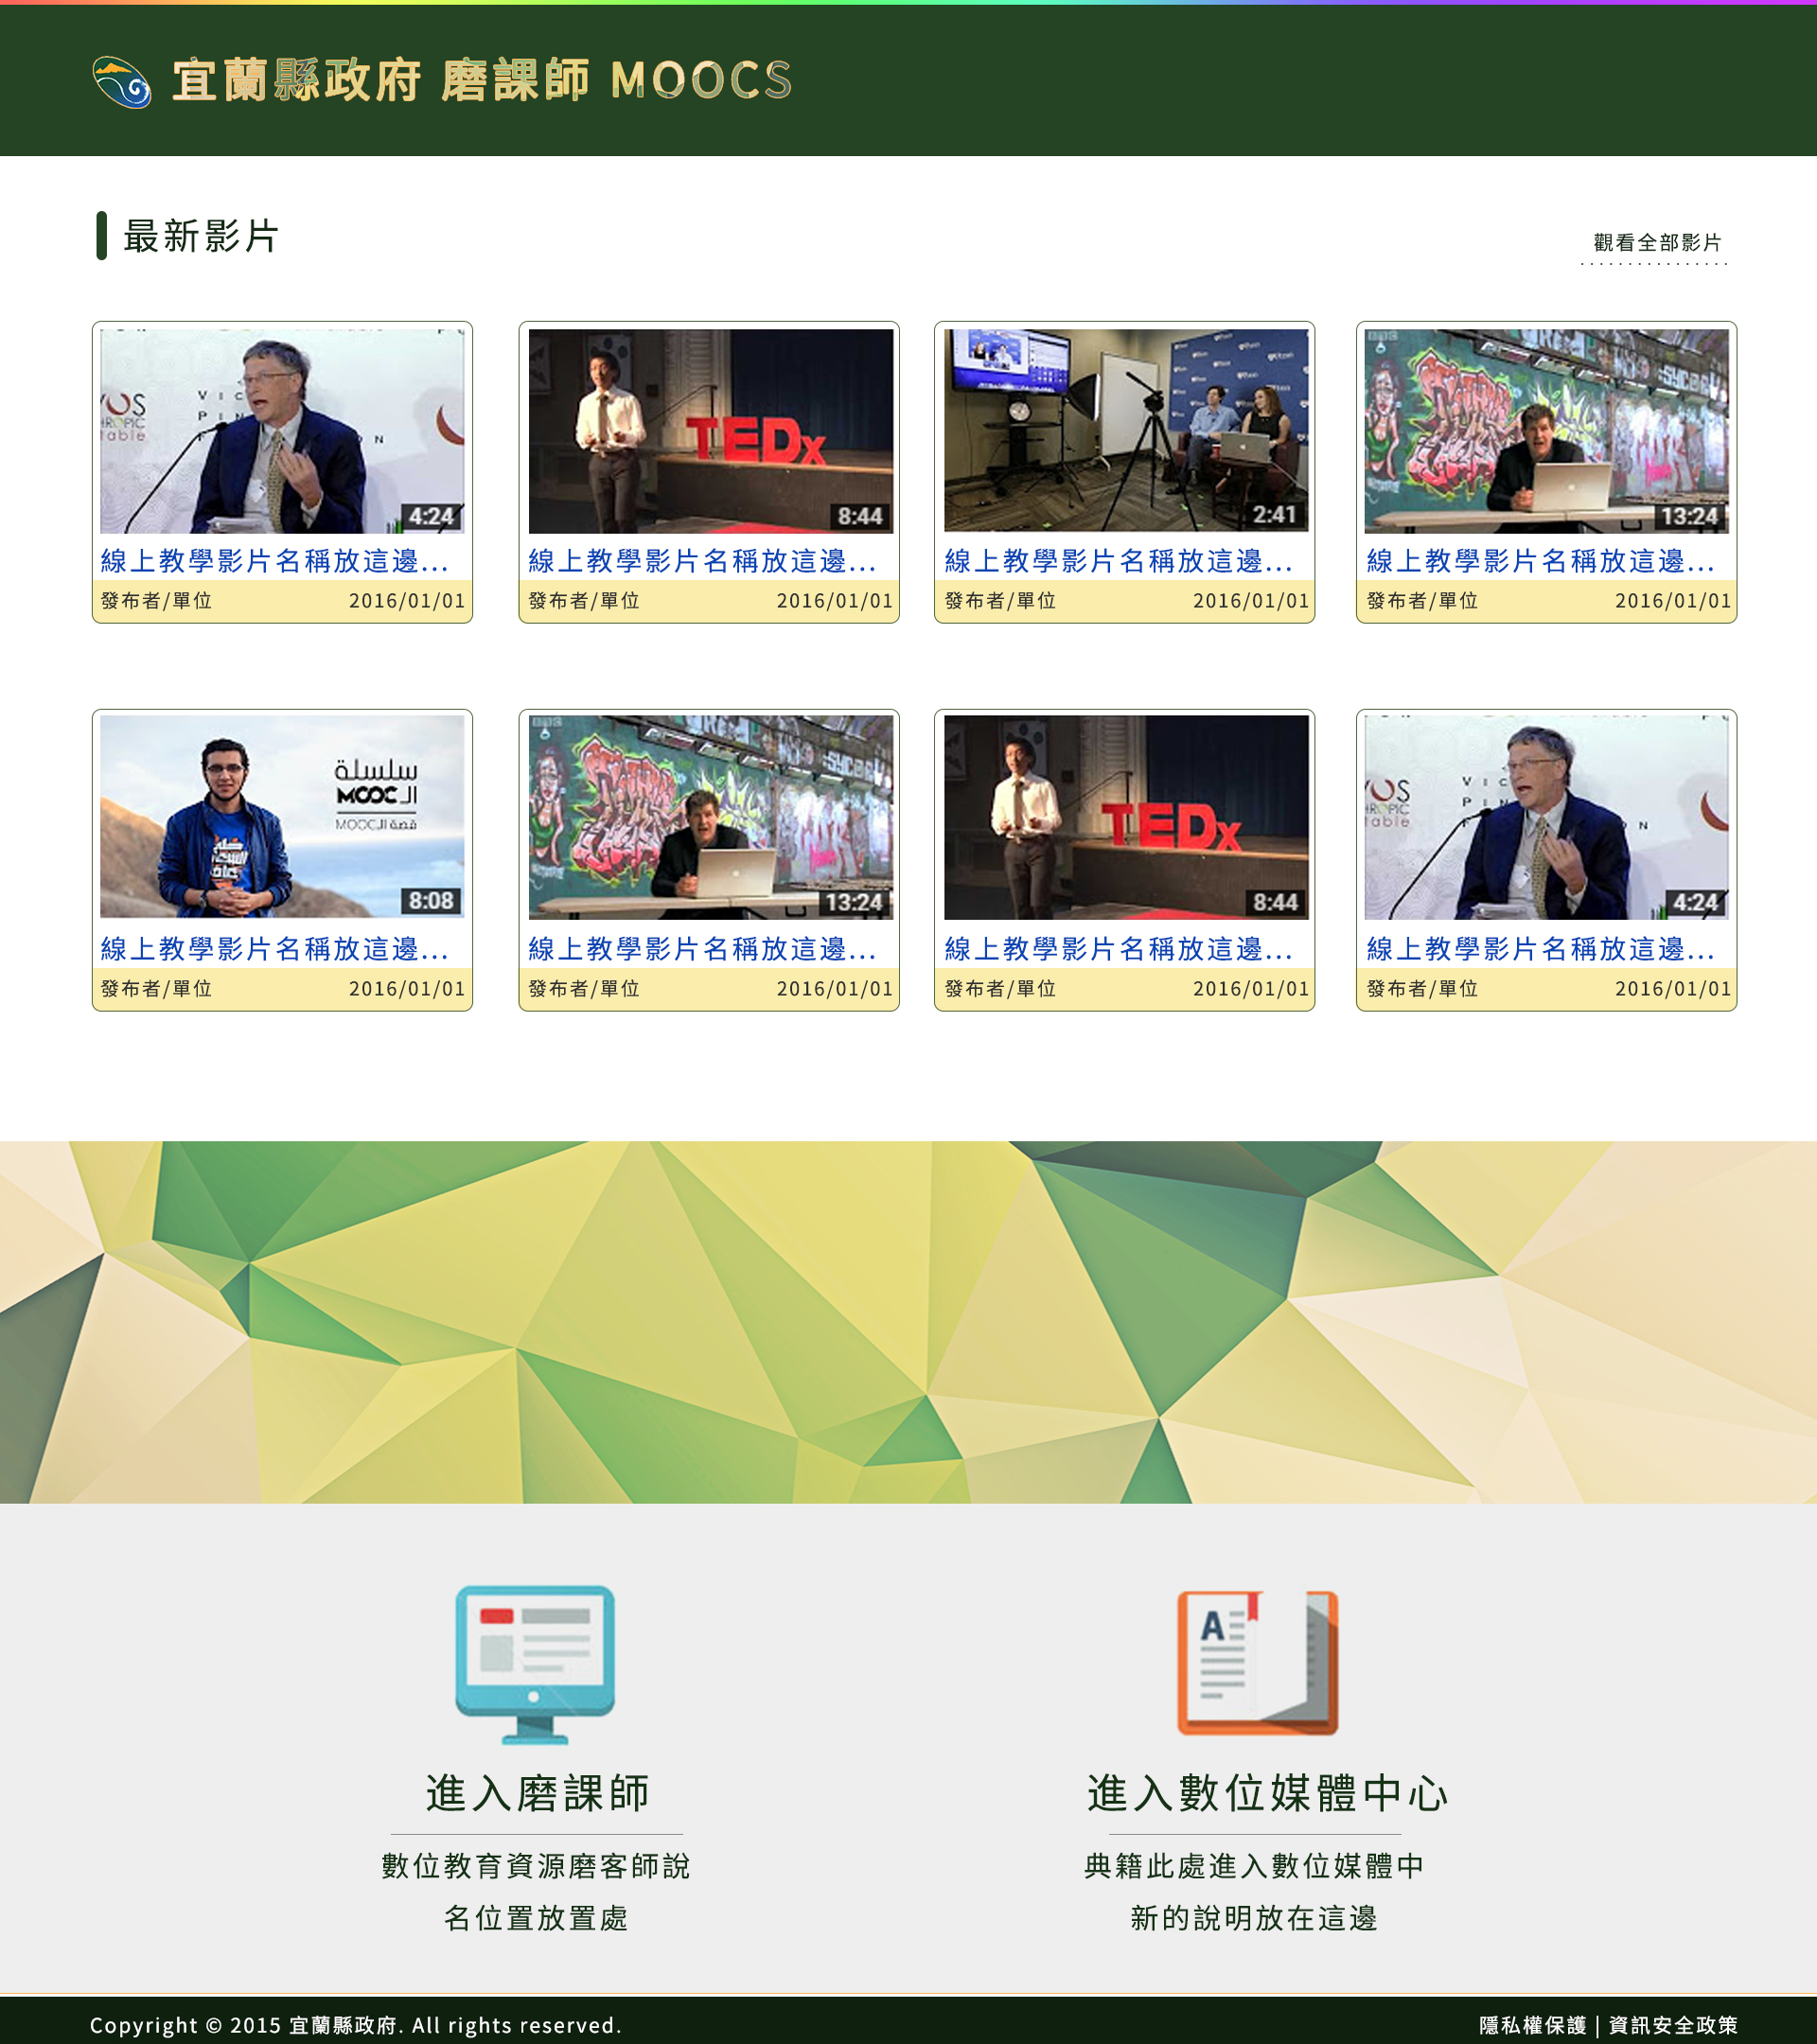 宜蘭縣政府 磨課師 MOOCS
最新影片
觀看全部影片
4:24
8:44
TEDx
2:41
13:24
線上教學影片名稱放這邊...
線上教學影片名稱放這邊...
線上教學影片名稱放這邊...
線上教學影片名稱放這邊...
發布者/單位 2016/01/01
發布者/單位 2016/01/01
發布者/單位 2016/01/01
發布者/單位 2016/01/01
سلسلة
الـ MOOC
قصة الـMOOC
8:08
13:24
TEDx
8:44
4:24
線上教學影片名稱放這邊...
線上教學影片名稱放這邊...
線上教學影片名稱放這邊...
線上教學影片名稱放這邊...
發布者/單位 2016/01/01
發布者/單位 2016/01/01
發布者/單位 2016/01/01
發布者/單位 2016/01/01
A
進入磨課師
數位教育資源磨客師說
名位置放置處
進入數位媒體中心
典籍此處進入數位媒體中
新的說明放在這邊
Copyright © 2015 宜蘭縣政府. All rights reserved.
隱私權保護 | 資訊安全政策